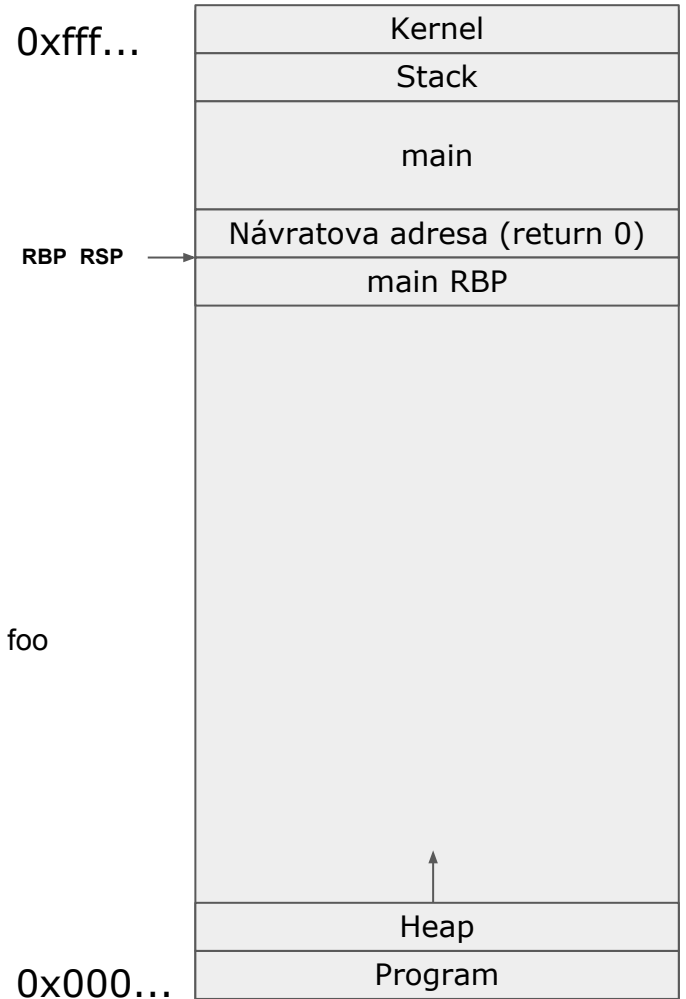 0xfff...
Kernel
Stack
main
Návratova adresa (return 0)
RBP RSP
main RBP
foo
Heap
0x000...
Program